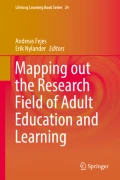 Lifelong Learning Book Series 24
Andreas Fejes
Erik Nylander Editors
Mapping out
the Research
Field of Adult
Education and
Learning
Springer